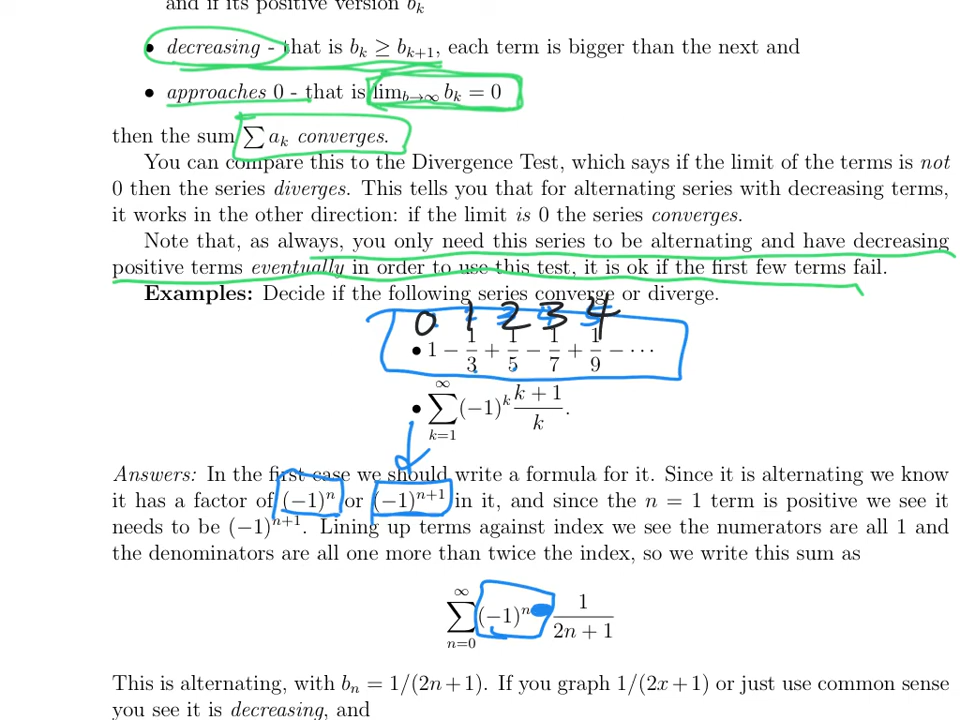 and if its positive version b_k
• decreasing - that is b_k ≥ b_{k+1}, each term is bigger than the next and
• approaches 0 - that is lim_{b→∞} b_k = 0
then the sum ∑ a_k converges.
You can compare this to the Divergence Test, which says if the limit of the terms is not
0 then the series diverges. This tells you that for alternating series with decreasing terms,
it works in the other direction: if the limit is 0 the series converges.
Note that, as always, you only need this series to be alternating and have decreasing
positive terms eventually in order to use this test, it is ok if the first few terms fail.
Examples: Decide if the following series converge or diverge.
0 1 2 3 4
• 1 − 1/3 + 1/5 − 1/7 + 1/9 − ⋯
• ∑_{k=1}^{∞} (−1)^k (k + 1)/k.
Answers: In the first case we should write a formula for it. Since it is alternating we know
it has a factor of (−1)^n or (−1)^{n+1} in it, and since the n = 1 term is positive we see it
needs to be (−1)^{n+1}. Lining up terms against index we see the numerators are all 1 and
the denominators are all one more than twice the index, so we write this sum as
∑_{n=0}^{∞} (−1)^n 1/(2n + 1)
This is alternating, with b_n = 1/(2n+1). If you graph 1/(2x+1) or just use common sense
you see it is decreasing, and